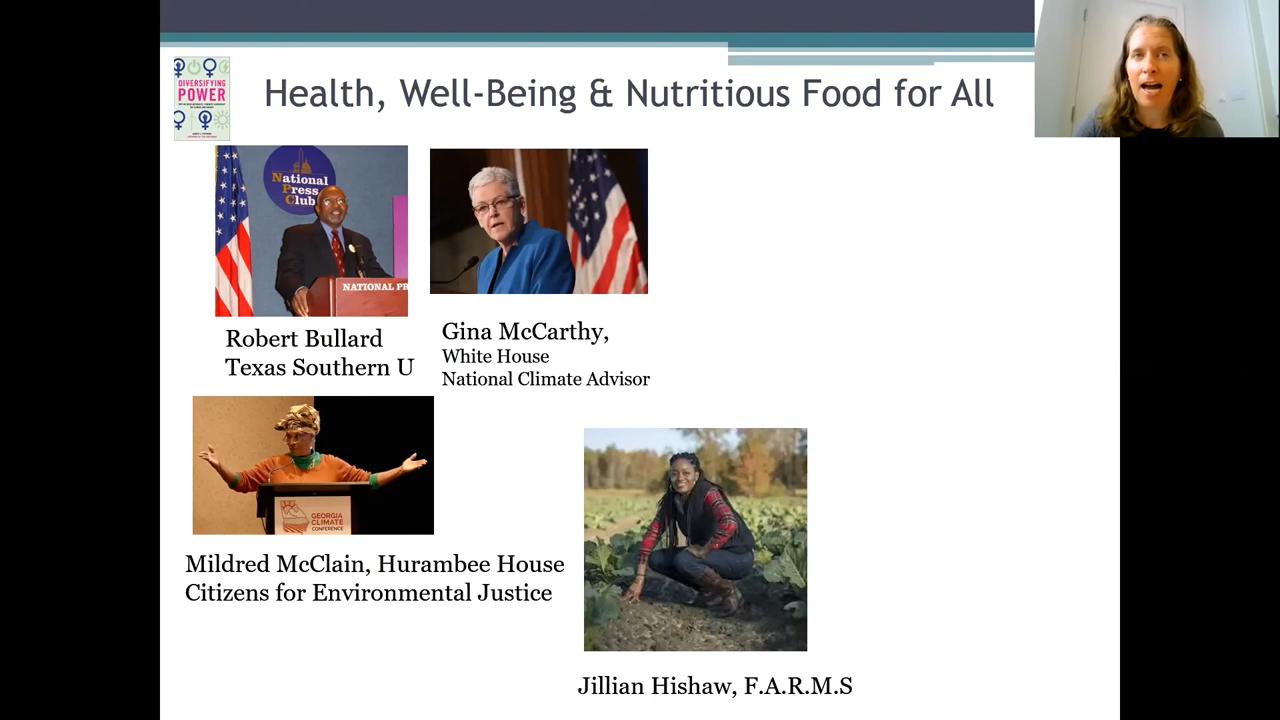 DIVERSIFYING
POWER
Health, Well-Being & Nutritious Food for All
National
Press
Club
NATIONAL PR
Robert Bullard
Texas Southern U
Gina McCarthy,
White House
National Climate Advisor
GEORGIA
CLIMATE
CONFERENCE
Mildred McClain, Hurambee House
Citizens for Environmental Justice
Jillian Hishaw, F.A.R.M.S